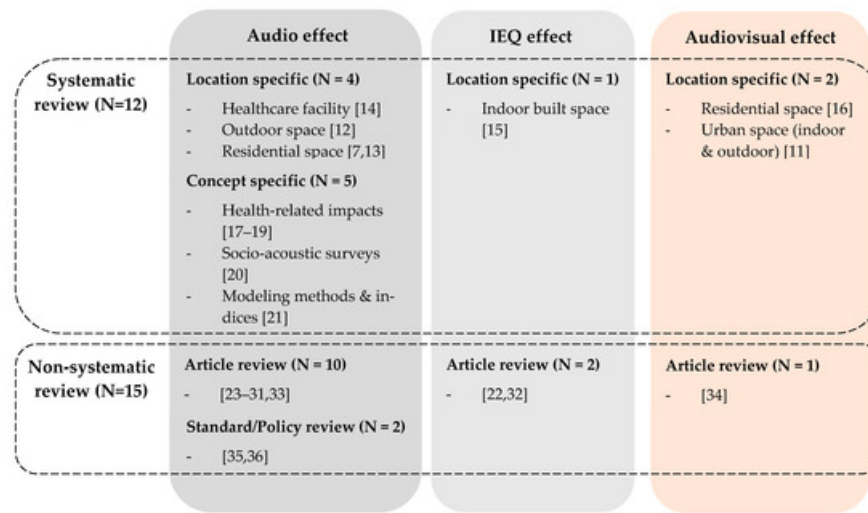 Audio effect
IEQ effect
Audiovisual effect
Systematic
review (N=12)
Location specific (N = 4)
- Healthcare facility [14]
- Outdoor space [12]
- Residential space [7,13]
Concept specific (N = 5)
- Health-related impacts
[17–19]
- Socio-acoustic surveys
[20]
- Modeling methods & in-
dices [21]
Location specific (N = 1)
- Indoor built space
[15]
Location specific (N = 2)
- Residential space [16]
- Urban space (indoor
& outdoor) [11]
Non-systematic
review (N=15)
Article review (N = 10)
- [23–31,33]
Standard/Policy review (N = 2)
- [35,36]
Article review (N = 2)
- [22,32]
Article review (N = 1)
- [34]